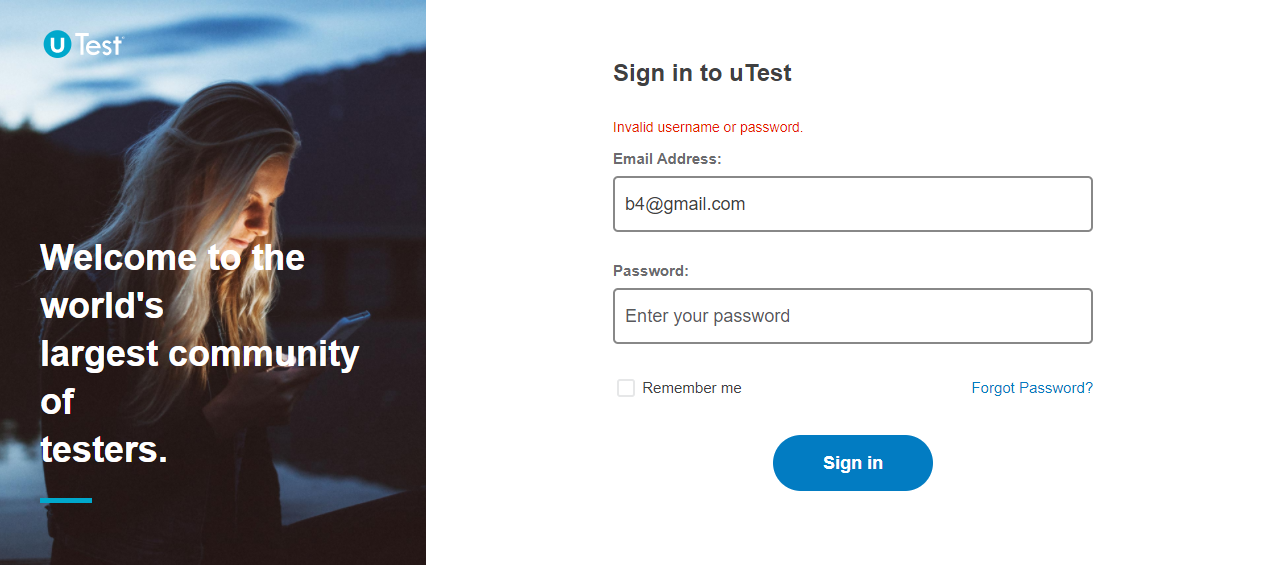 uTest
Welcome to the
world's
largest community
of
testers.
Sign in to uTest
Invalid username or password.
Email Address:
b4@gmail.com
Password:
Enter your password
Remember me
Forgot Password?
Sign in